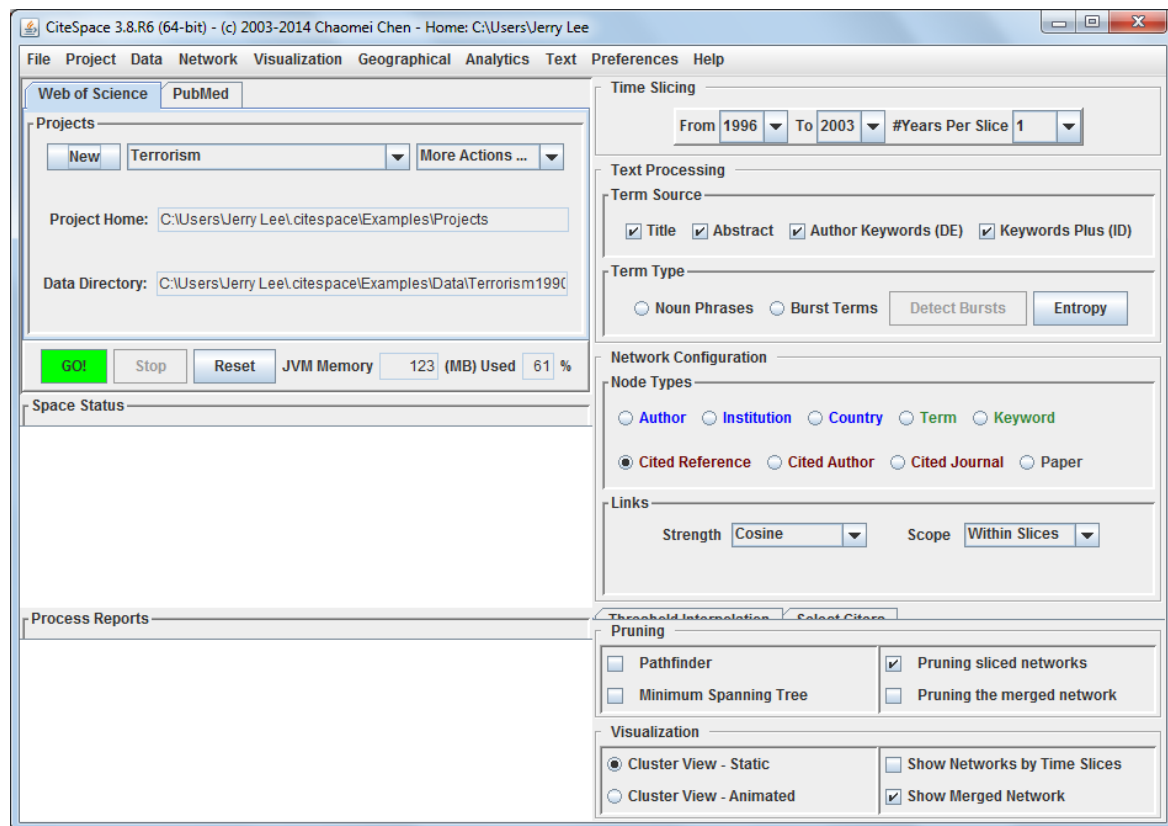 CiteSpace 3.8.R6 (64-bit) - (c) 2003-2014 Chaomei Chen - Home: C:\Users\Jerry Lee
File Project Data Network Visualization Geographical Analytics Text Preferences Help
Web of Science PubMed
Projects
New Terrorism More Actions ...
Project Home: C:\Users\Jerry Lee\.citespace\Examples\Projects
Data Directory: C:\Users\Jerry Lee\.citespace\Examples\Data\Terrorism1990
GO! Stop Reset JVM Memory 123 (MB) Used 61 %
Space Status
Process Reports
Time Slicing
From 1996 To 2003 #Years Per Slice 1
Text Processing
Term Source
Title Abstract Author Keywords (DE) Keywords Plus (ID)
Term Type
Noun Phrases Burst Terms Detect Bursts Entropy
Network Configuration
Node Types
Author Institution Country Term Keyword
Cited Reference Cited Author Cited Journal Paper
Links
Strength Cosine Scope Within Slices
Threshold Interpolation Select Citers
Pruning
Pathfinder Pruning sliced networks
Minimum Spanning Tree Pruning the merged network
Visualization
Cluster View - Static Show Networks by Time Slices
Cluster View - Animated Show Merged Network